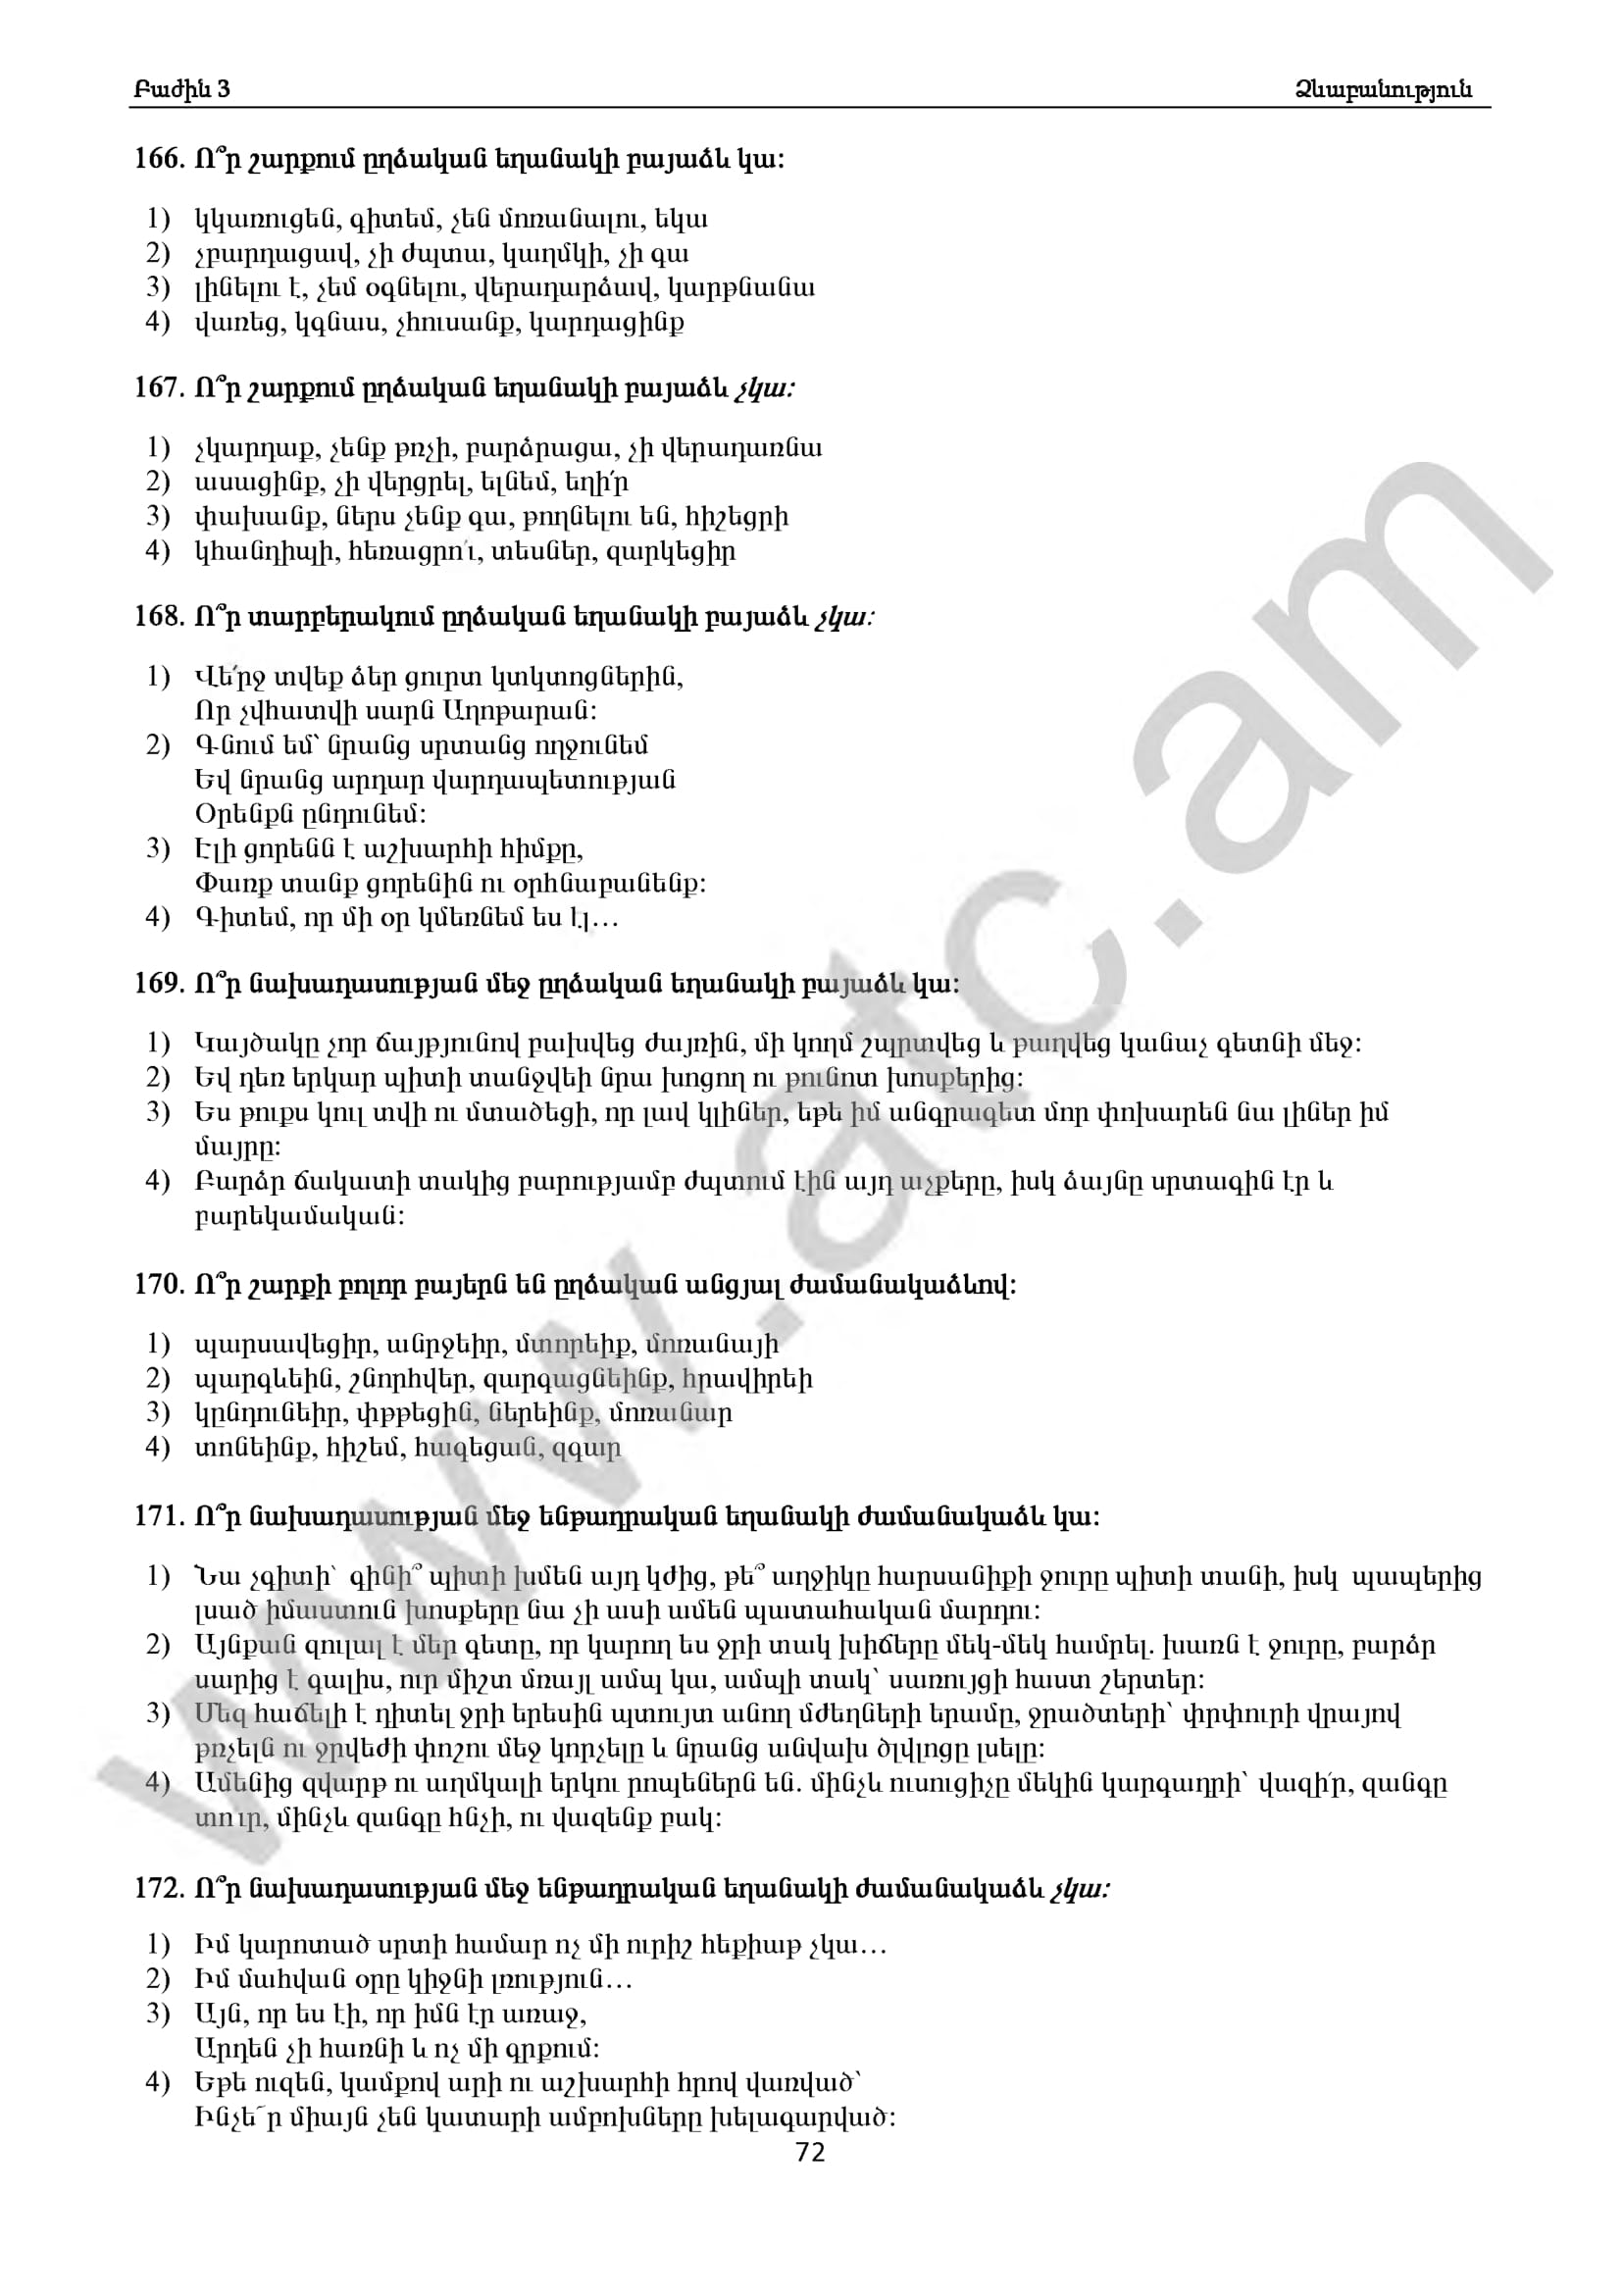 Բաժին 3 Ձևաբանություն
166. Ո՞ր շարքում ըղձական եղանակի բայաձև կա:
1) կկառուցեն, գիտեմ, չեն մոռանալու, եկա
2) չբարդացավ, չի ժպտա, կաղմկի, չի գա
3) լինելու է, չեմ օգնելու, վերադարձավ, կարթնանա
4) վառեց, կգնաս, չհուսանք, կարդացինք
167. Ո՞ր շարքում ըղձական եղանակի բայաձև չկա:
1) չկարդաք, չենք թռչի, բարձրացա, չի վերադառնա
2) ասացինք, չի վերցրել, ելնեմ, եղի՛ր
3) փախանք, ներս չենք գա, թողնելու են, հիշեցրի
4) կհանդիպի, հեռացրո՛ւ, տեսներ, զարկեցիր
168. Ո՞ր տարբերակում ըղձական եղանակի բայաձև չկա:
1) Վե՛րջ տվեք ձեր ցուրտ կտկտոցներին,
Որ չվհատվի սարն Աղոթարան:
2) Գնում եմ՝ նրանց սրտանց ողջունեմ
Եվ նրանց արդար վարդապետության
Օրենքն ընդունեմ:
3) Էլի ցորենն է աշխարհի հիմքը,
Փառք տանք ցորենին ու օրհնաբանենք:
4) Գիտեմ, որ մի օր կմեռնեմ ես էլ…
169. Ո՞ր նախադասության մեջ ըղձական եղանակի բայաձև կա:
1) Կայծակը չոր ճայթյունով բախվեց ժայռին, մի կողմ շպրտվեց և թաղվեց կանաչ գետնի մեջ:
2) Եվ դեռ երկար պիտի տանջվեի նրա խոցող ու թունոտ խոսքերից:
3) Ես թուքս կուլ տվի ու մտածեցի, որ լավ կլիներ, եթե իմ անգրագետ մոր փոխարեն նա լիներ իմ
մայրը:
4) Բարձր ճակատի տակից բարությամբ ժպտում էին այդ աչքերը, իսկ ձայնը սրտագին էր և
բարեկամական:
170. Ո՞ր շարքի բոլոր բայերն են ըղձական անցյալ ժամանակաձևով:
1) պարսավեցիր, անրջեիր, մտորեիք, մոռանայի
2) պարգևեին, շնորհվեր, զարգացնեինք, հրավիրեի
3) կընդունեիր, փթթեցին, ներեինք, մոռանար
4) տոնեինք, հիշեմ, հագեցան, զգար
171. Ո՞ր նախադասության մեջ ենթադրական եղանակի ժամանակաձև կա:
1) Նա չգիտի՝ գինի՞ պիտի խմեն այդ կժից, թե՞ աղջիկը հարսանիքի ջուրը պիտի տանի, իսկ պապերից
լսած իմաստուն խոսքերը նա չի ասի ամեն պատահական մարդու:
2) Այնքան զուլալ է մեր գետը, որ կարող ես ջրի տակ խիճերը մեկ-մեկ համրել. խառն է ջուրը, բարձր
սարից է գալիս, ուր միշտ մռայլ ամպ կա, ամպի տակ՝ սառույցի հաստ շերտեր:
3) Մեզ հաճելի է դիտել ջրի երեսին պտույտ անող մժեղների երամը, ջրածտերի՝ փրփուրի վրայով
թռչելն ու ջրվեժի փոշու մեջ կորչելը և նրանց անվախ ծլվլոցը լսելը:
4) Ամենից զվարթ ու աղմկալի երկու րոպեներն են. մինչև ուսուցիչը մեկին կարգադրի՝ վազի՛ր, զանգը
տուր, մինչև զանգը հնչի, ու վազենք բակ:
172. Ո՞ր նախադասության մեջ ենթադրական եղանակի ժամանակաձև չկա:
1) Իմ կարոտած սրտի համար ոչ մի ուրիշ հեքիաթ չկա…
2) Իմ մահվան օրը կիջնի լռություն…
3) Այն, որ ես էի, որ իմն էր առաջ,
Արդեն չի հառնի և ոչ մի գրքում:
4) Եթե ուզեն, կամքով արի ու աշխարհի հրով վառված՝
Ինչե՜ր միայն չեն կատարի ամբոխները խելագարված:
72
www.atc.am